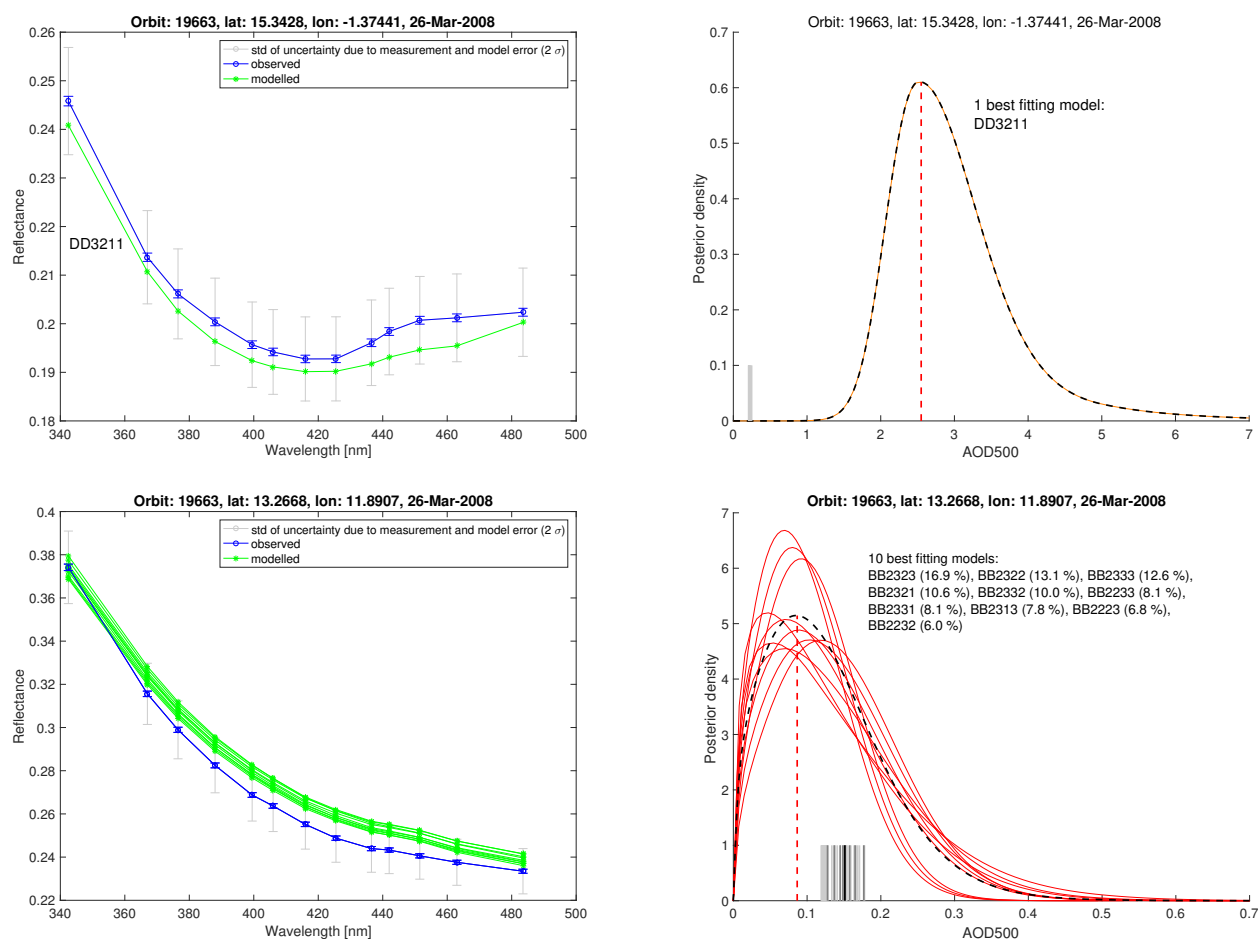 Orbit: 19663, lat: 15.3428, lon: -1.37441, 26-Mar-2008
0.26
0.25
0.24
0.23
0.22
0.21
0.2
0.19
0.18
Reflectance
std of uncertainty due to measurement and model error (2 σ)
observed
modelled
DD3211
340 360 380 400 420 440 460 480 500
Wavelength [nm]
Orbit: 19663, lat: 15.3428, lon: -1.37441, 26-Mar-2008
0.7
0.6
0.5
0.4
0.3
0.2
0.1
0
Posterior density
1 best fitting model:
DD3211
0 1 2 3 4 5 6 7
AOD500
Orbit: 19663, lat: 13.2668, lon: 11.8907, 26-Mar-2008
0.4
0.38
0.36
0.34
0.32
0.3
0.28
0.26
0.24
0.22
Reflectance
std of uncertainty due to measurement and model error (2 σ)
observed
modelled
340 360 380 400 420 440 460 480 500
Wavelength [nm]
Orbit: 19663, lat: 13.2668, lon: 11.8907, 26-Mar-2008
7
6
5
4
3
2
1
0
Posterior density
10 best fitting models:
BB2323 (16.9 %), BB2322 (13.1 %), BB2333 (12.6 %),
BB2321 (10.6 %), BB2332 (10.0 %), BB2233 (8.1 %),
BB2331 (8.1 %), BB2313 (7.8 %), BB2223 (6.8 %),
BB2232 (6.0 %)
0 0.1 0.2 0.3 0.4 0.5 0.6 0.7
AOD500